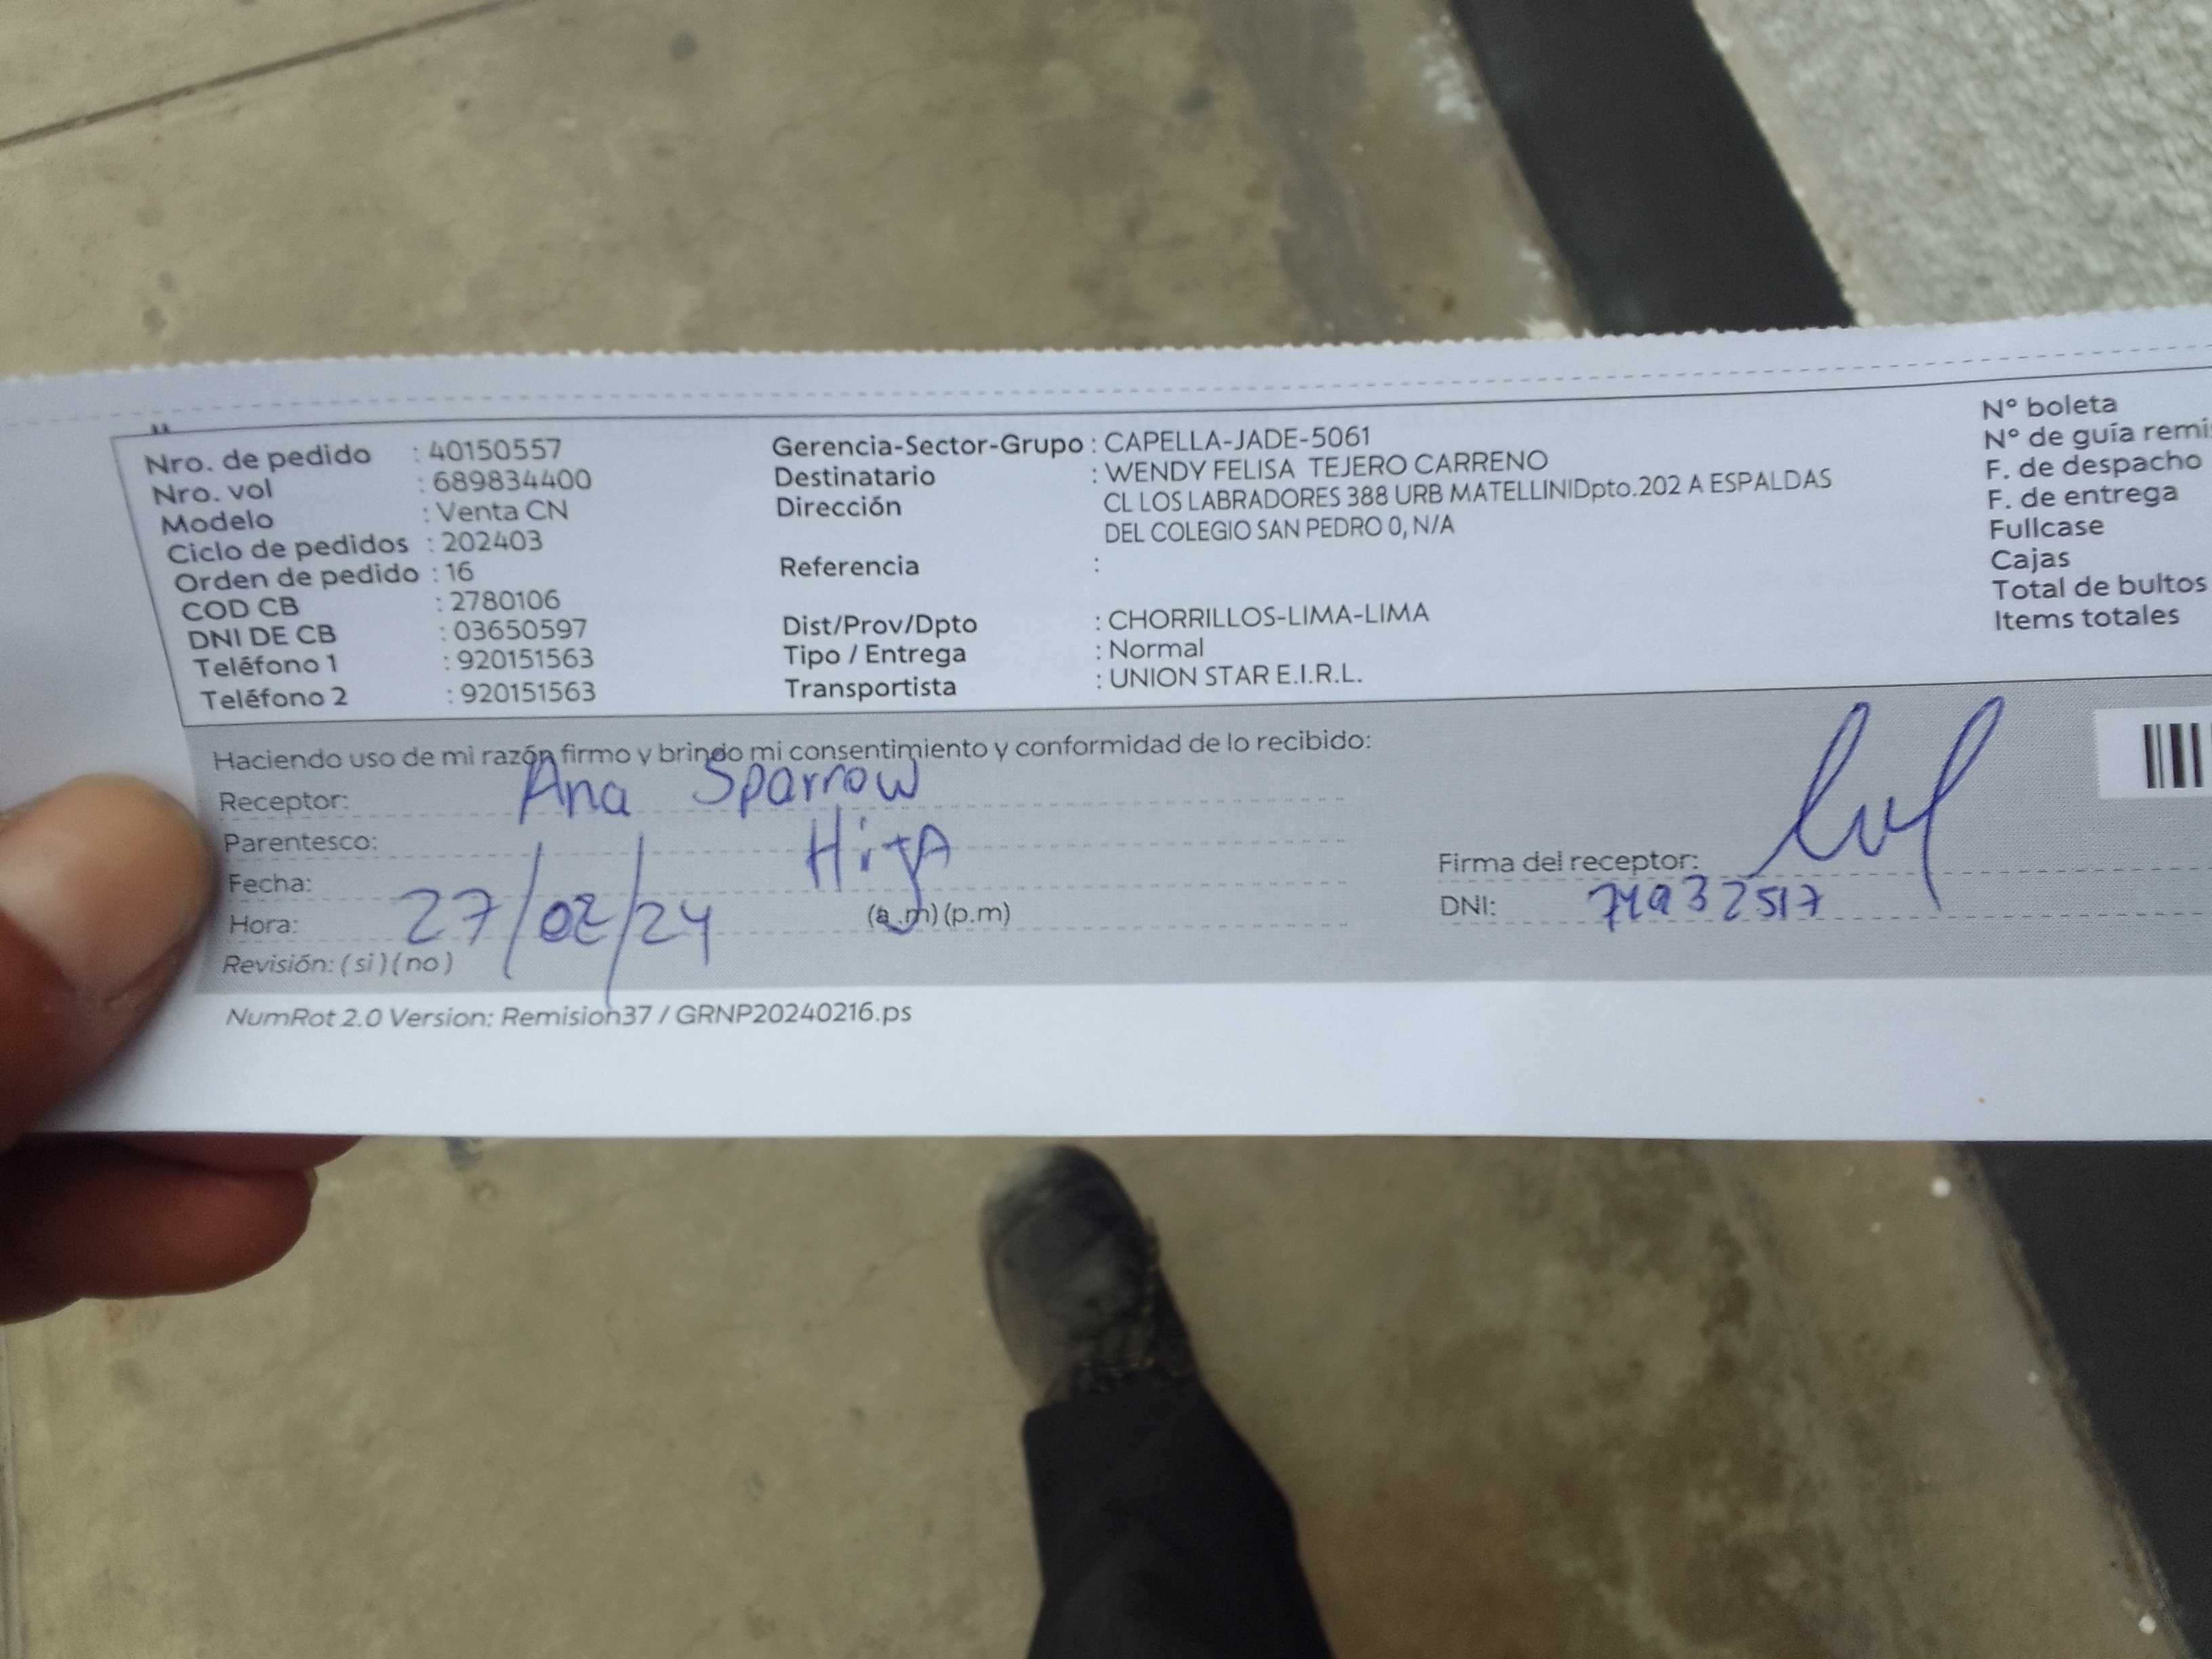 Nro. de pedido : 40150557
Nro. vol : 689834400
Modelo : Venta CN
Ciclo de pedidos : 202403
Orden de pedido : 16
COD CB : 2780106
DNI DE CB : 03650597
Teléfono 1 : 920151563
Teléfono 2 : 920151563
Gerencia-Sector-Grupo : CAPELLA-JADE-5061
Destinatario : WENDY FELISA TEJERO CARRENO
Dirección CL LOS LABRADORES 388 URB MATELLINIDpto.202 A ESPALDAS
DEL COLEGIO SAN PEDRO 0, N/A
Referencia :
Dist/Prov/Dpto : CHORRILLOS-LIMA-LIMA
Tipo / Entrega : Normal
Transportista : UNION STAR E.I.R.L.
N° boleta
N° de guía remi
F. de despacho
F. de entrega
Fullcase
Cajas
Total de bultos
Items totales
Haciendo uso de mi razón firmo y brindo mi consentimiento y conformidad de lo recibido:
Receptor: Ana Sparrow
Parentesco: HijA
Fecha:
Hora: 27/02/24 (a.m) (p.m)
Revisión: (si) (no)
Firma del receptor:
DNI: 74932517
NumRot 2.0 Version: Remision37 / GRNP20240216.ps